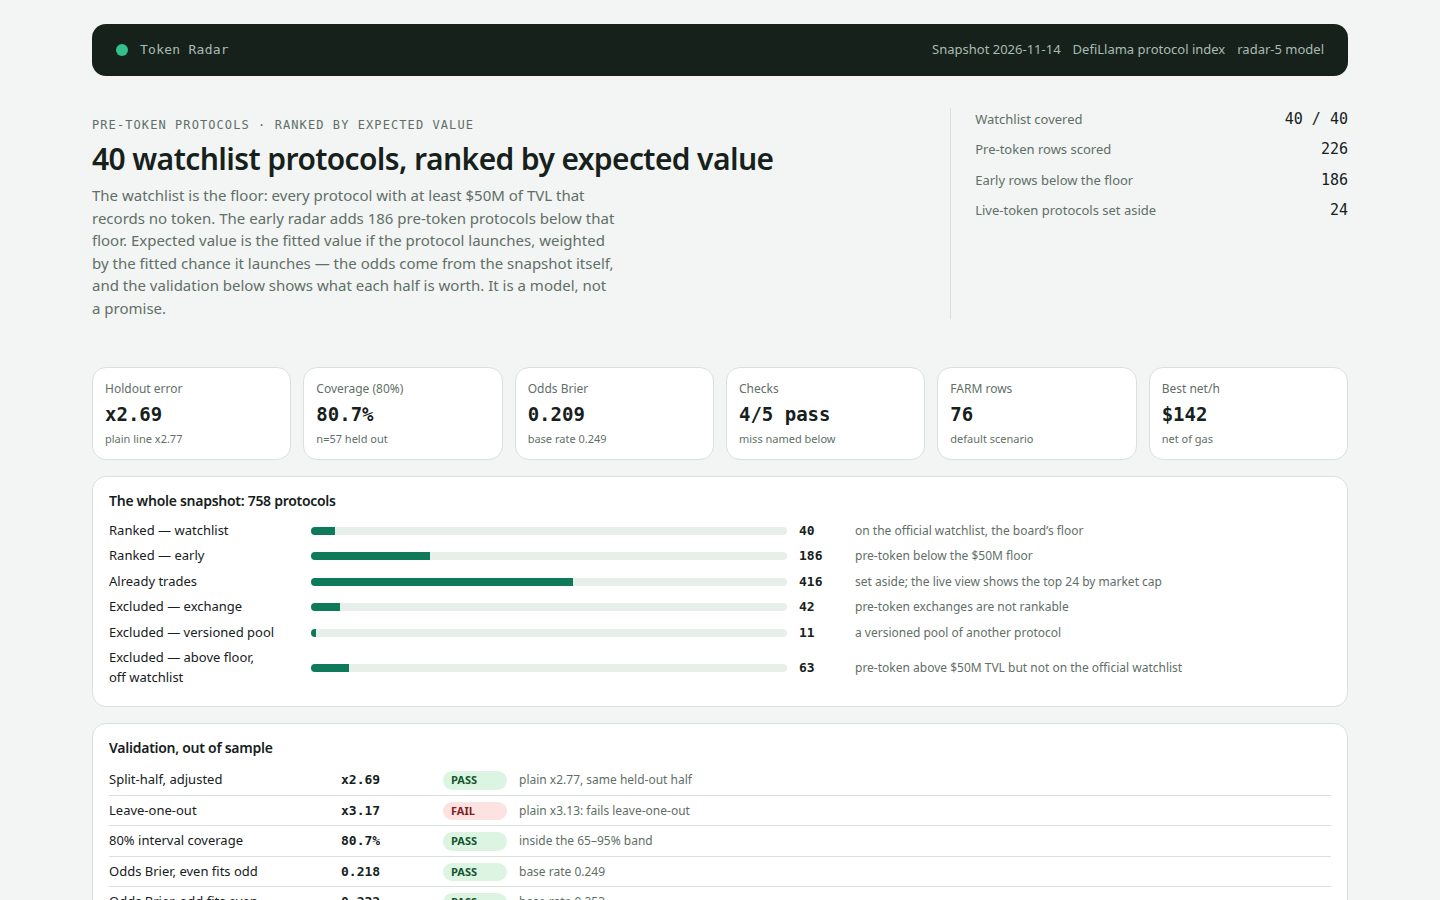 Token Radar
Snapshot 2026-11-14 DefiLlama protocol index radar-5 model
PRE-TOKEN PROTOCOLS · RANKED BY EXPECTED VALUE
40 watchlist protocols, ranked by expected value
The watchlist is the floor: every protocol with at least $50M of TVL that
records no token. The early radar adds 186 pre-token protocols below that
floor. Expected value is the fitted value if the protocol launches, weighted
by the fitted chance it launches — the odds come from the snapshot itself,
and the validation below shows what each half is worth. It is a model, not
a promise.
Watchlist covered 40 / 40
Pre-token rows scored 226
Early rows below the floor 186
Live-token protocols set aside 24
Holdout error
x2.69
plain line x2.77
Coverage (80%)
80.7%
n=57 held out
Odds Brier
0.209
base rate 0.249
Checks
4/5 pass
miss named below
FARM rows
76
default scenario
Best net/h
$142
net of gas
The whole snapshot: 758 protocols
Ranked — watchlist 40 on the official watchlist, the board’s floor
Ranked — early 186 pre-token below the $50M floor
Already trades 416 set aside; the live view shows the top 24 by market cap
Excluded — exchange 42 pre-token exchanges are not rankable
Excluded — versioned pool 11 a versioned pool of another protocol
Excluded — above floor,
off watchlist 63 pre-token above $50M TVL but not on the official watchlist
Validation, out of sample
Split-half, adjusted x2.69 PASS plain x2.77, same held-out half
Leave-one-out x3.17 FAIL plain x3.13: fails leave-one-out
80% interval coverage 80.7% PASS inside the 65–95% band
Odds Brier, even fits odd 0.218 PASS base rate 0.249